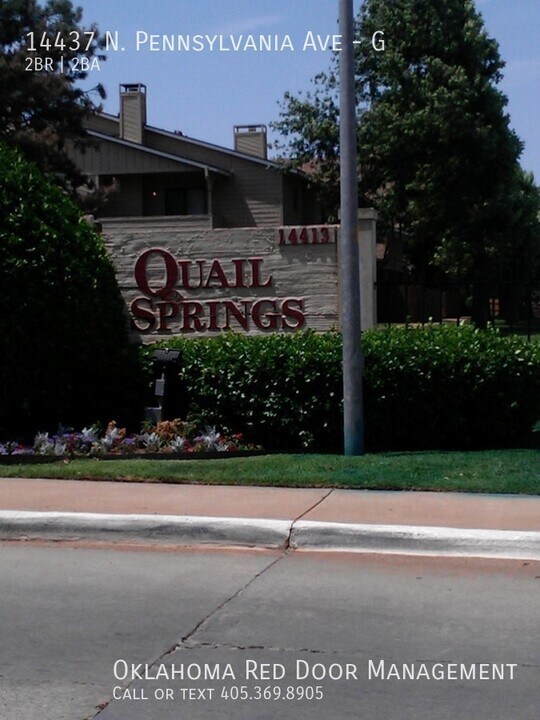 14437 N. Pennsylvania Ave - G
2BR | 2BA
14413
Quail
Springs
Oklahoma Red Door Management
Call or text 405.369.8905